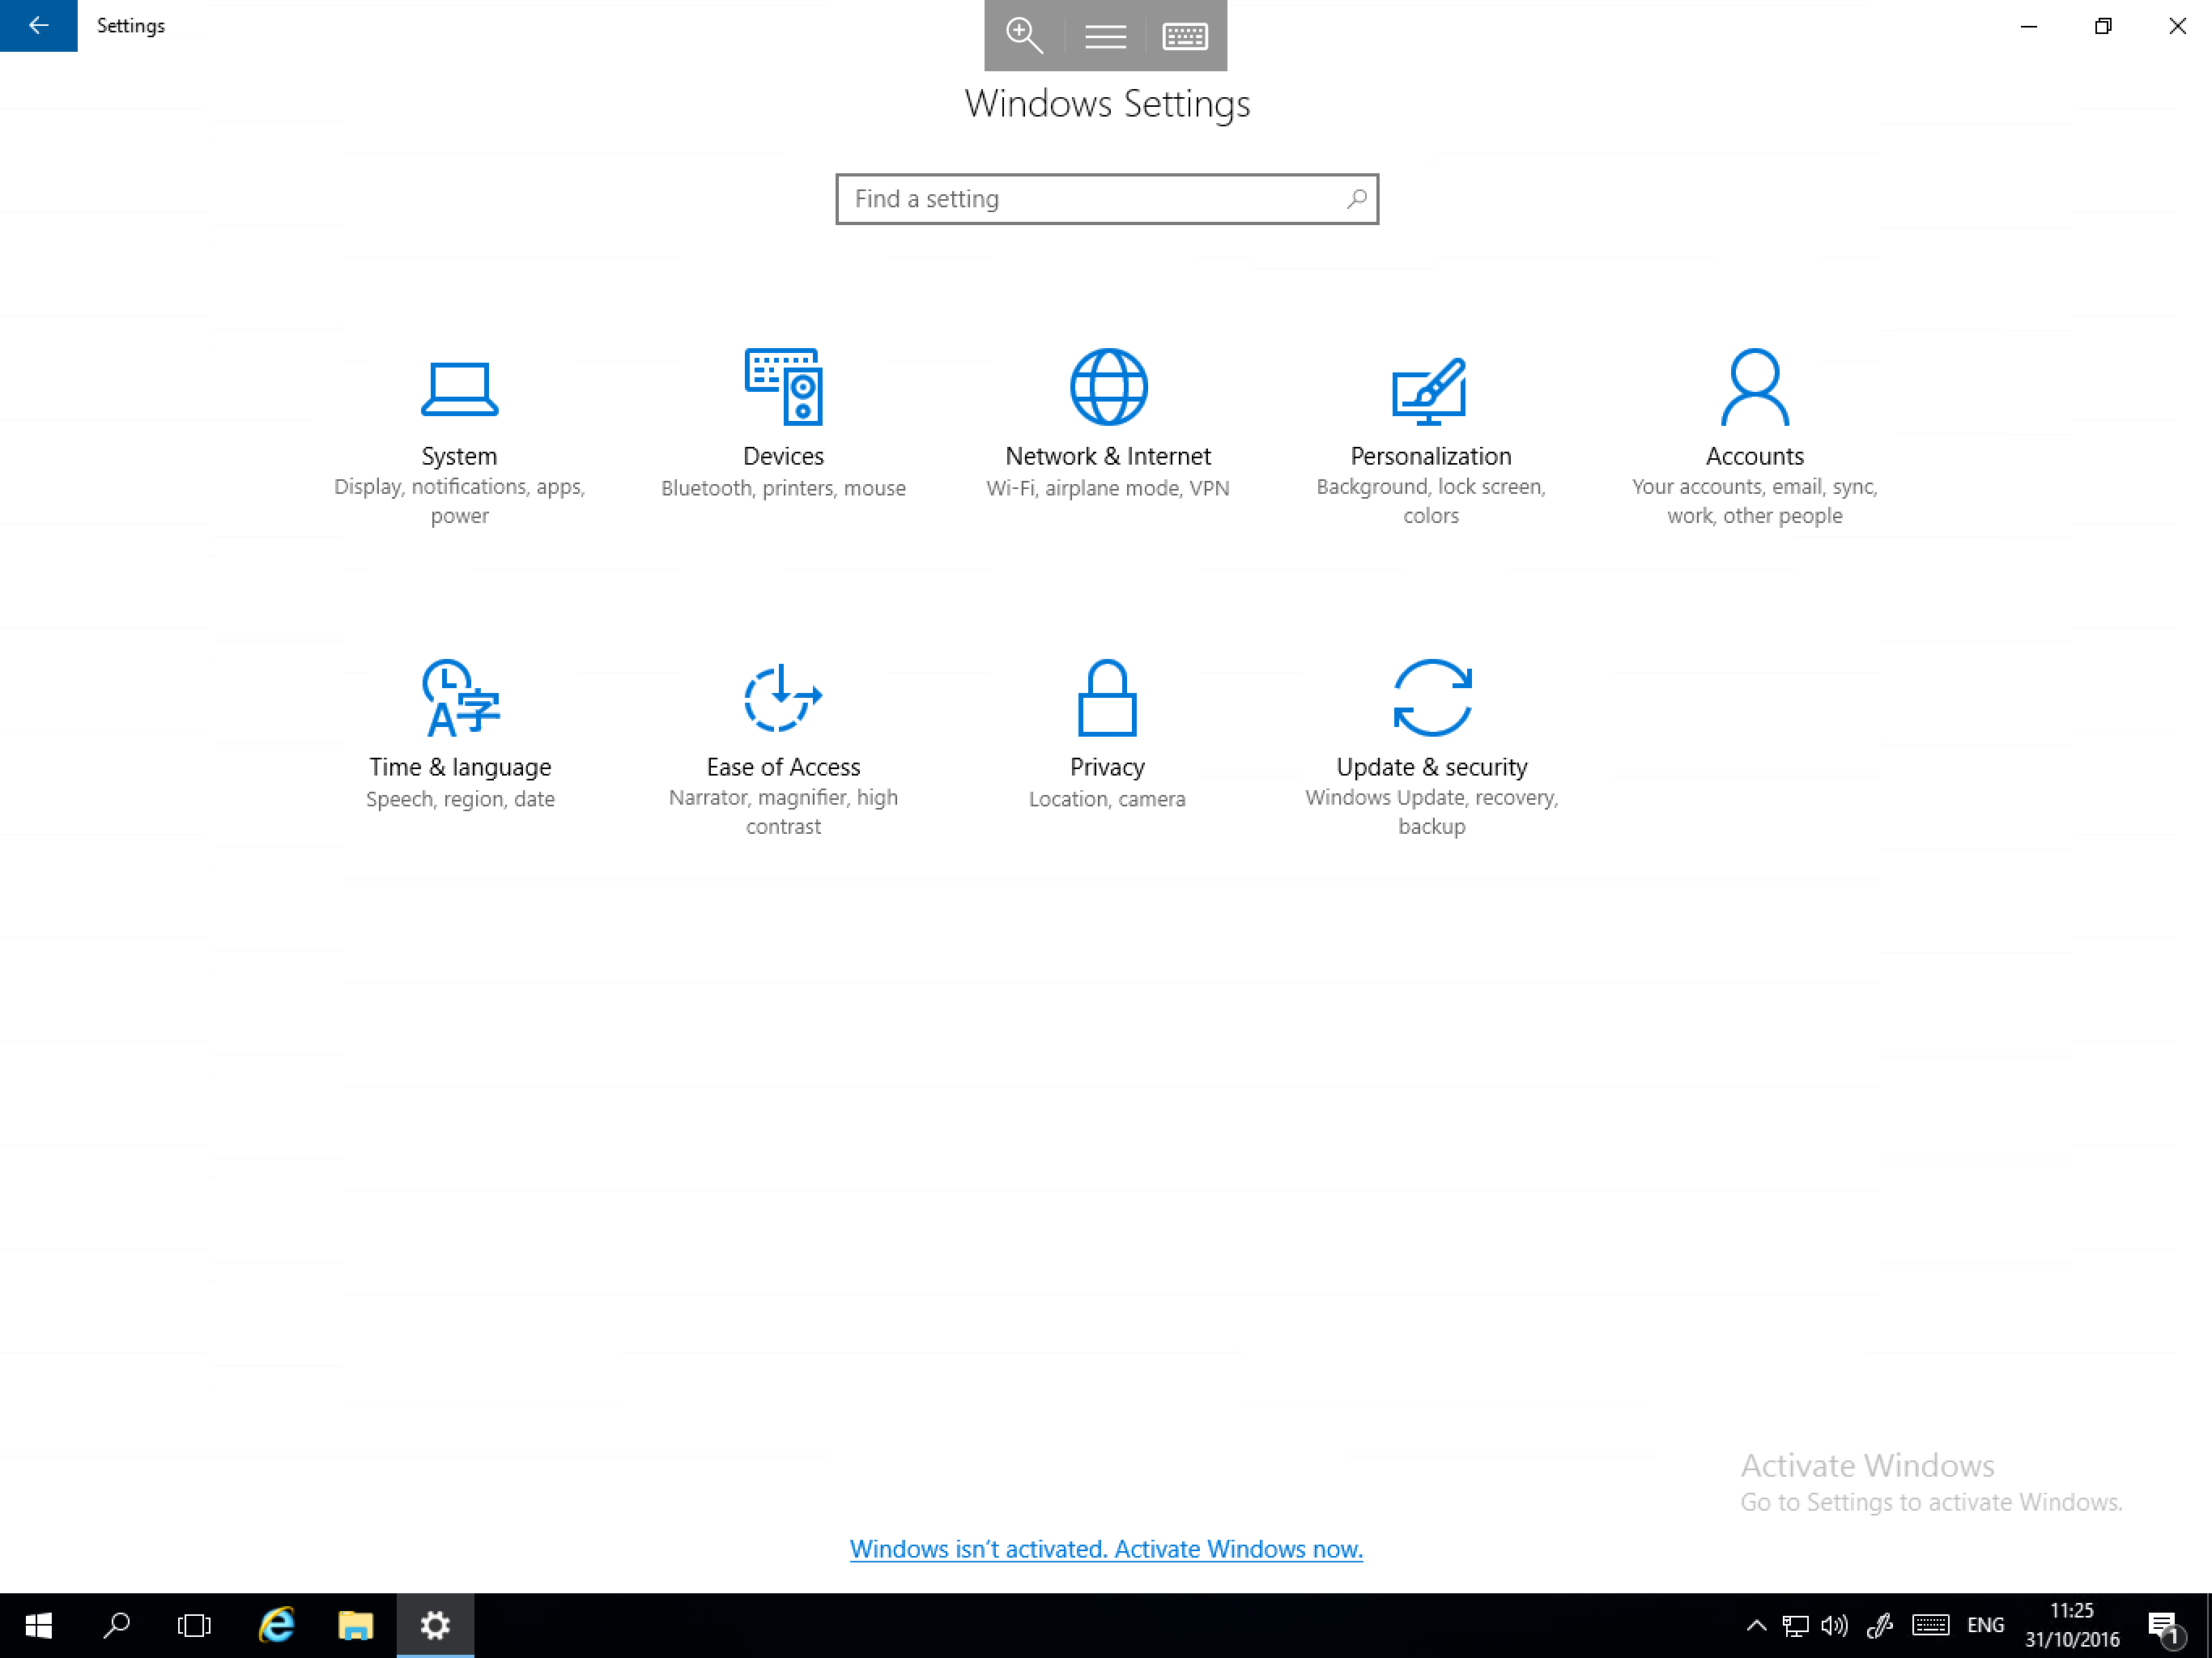 Settings
Windows Settings
Find a setting
System
Display, notifications, apps,
power
Devices
Bluetooth, printers, mouse
Network & Internet
Wi-Fi, airplane mode, VPN
Personalization
Background, lock screen,
colors
Accounts
Your accounts, email, sync,
work, other people
A字
Time & language
Speech, region, date
Ease of Access
Narrator, magnifier, high
contrast
Privacy
Location, camera
Update & security
Windows Update, recovery,
backup
Activate Windows
Go to Settings to activate Windows.
Windows isn't activated. Activate Windows now.
ENG
11:25
31/10/2016
1